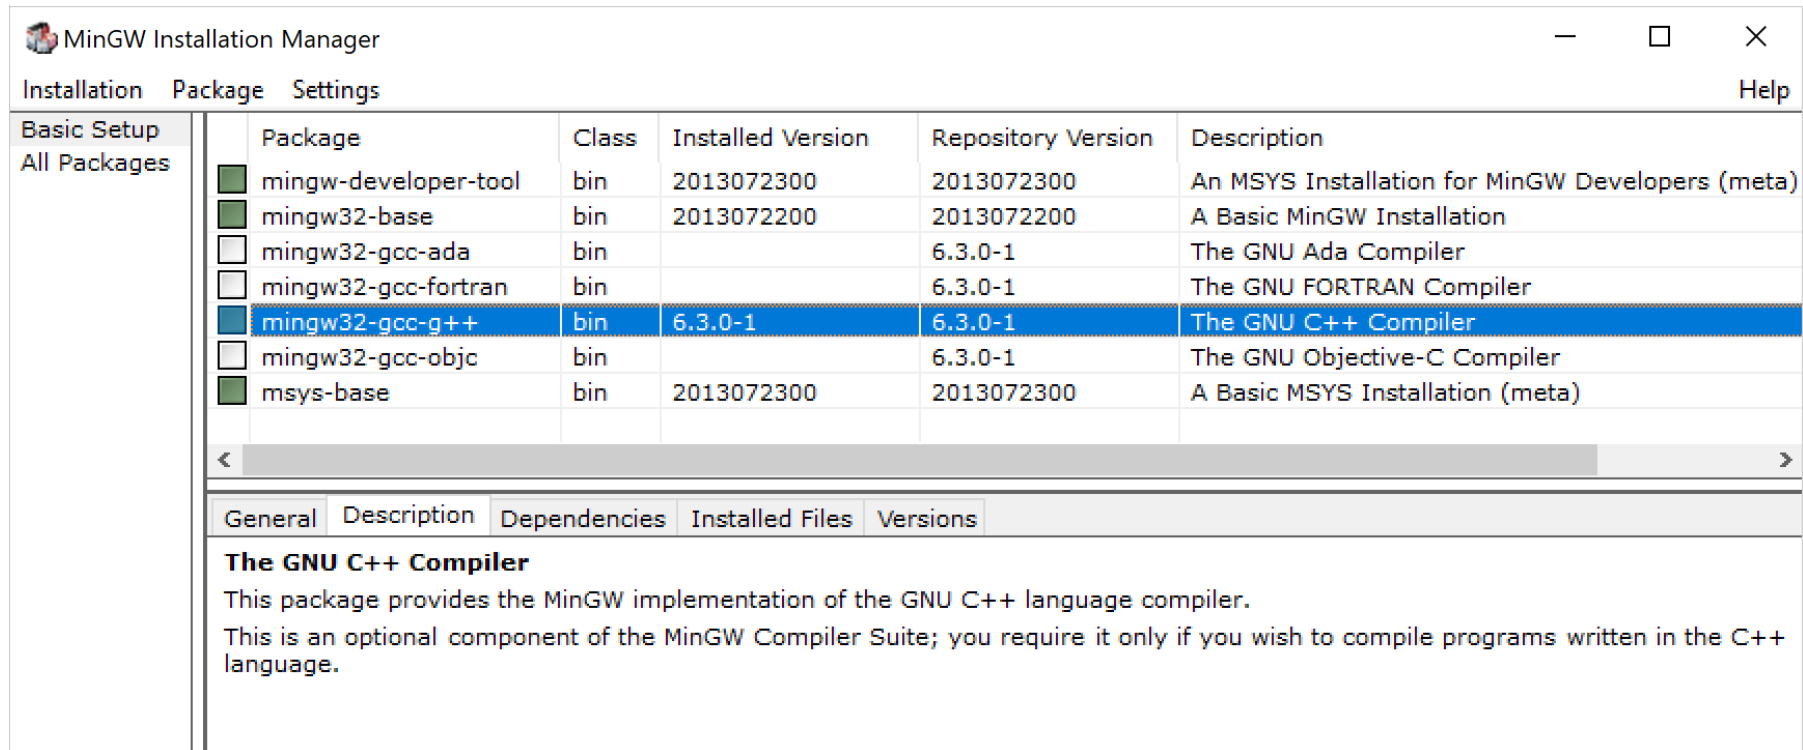 MinGW Installation Manager
Installation Package Settings Help
Basic Setup
All Packages
Package Class Installed Version Repository Version Description
mingw-developer-tool bin 2013072300 2013072300 An MSYS Installation for MinGW Developers (meta)
mingw32-base bin 2013072200 2013072200 A Basic MinGW Installation
mingw32-gcc-ada bin 6.3.0-1 The GNU Ada Compiler
mingw32-gcc-fortran bin 6.3.0-1 The GNU FORTRAN Compiler
mingw32-gcc-g++ bin 6.3.0-1 6.3.0-1 The GNU C++ Compiler
mingw32-gcc-objc bin 6.3.0-1 The GNU Objective-C Compiler
msys-base bin 2013072300 2013072300 A Basic MSYS Installation (meta)
General Description Dependencies Installed Files Versions
The GNU C++ Compiler
This package provides the MinGW implementation of the GNU C++ language compiler.
This is an optional component of the MinGW Compiler Suite; you require it only if you wish to compile programs written in the C++
language.